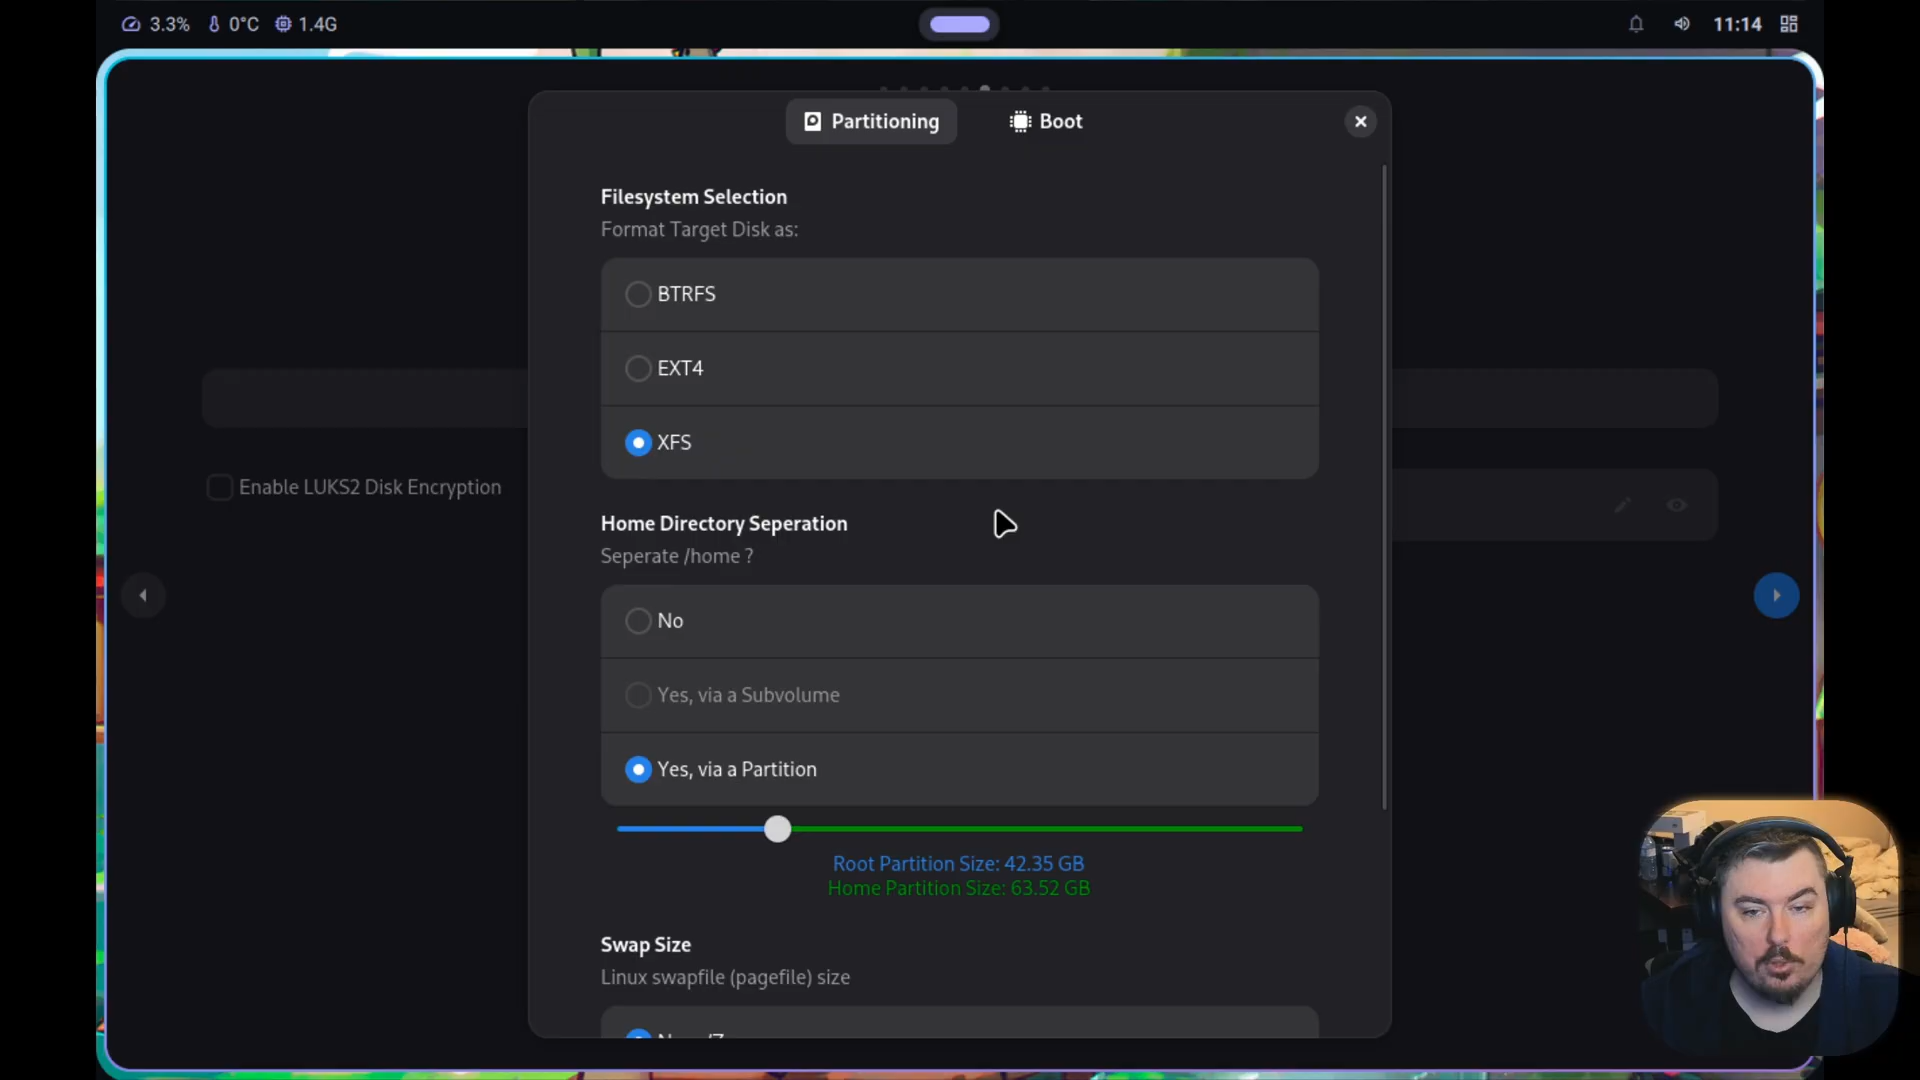 3.3% 0°C 1.4G
11:14
Partitioning
Boot
Filesystem Selection
Format Target Disk as:
BTRFS
EXT4
XFS
Enable LUKS2 Disk Encryption
Home Directory Seperation
Seperate /home ?
No
Yes, via a Subvolume
Yes, via a Partition
Root Partition Size: 42.35 GB
Home Partition Size: 63.52 GB
Swap Size
Linux swapfile (pagefile) size